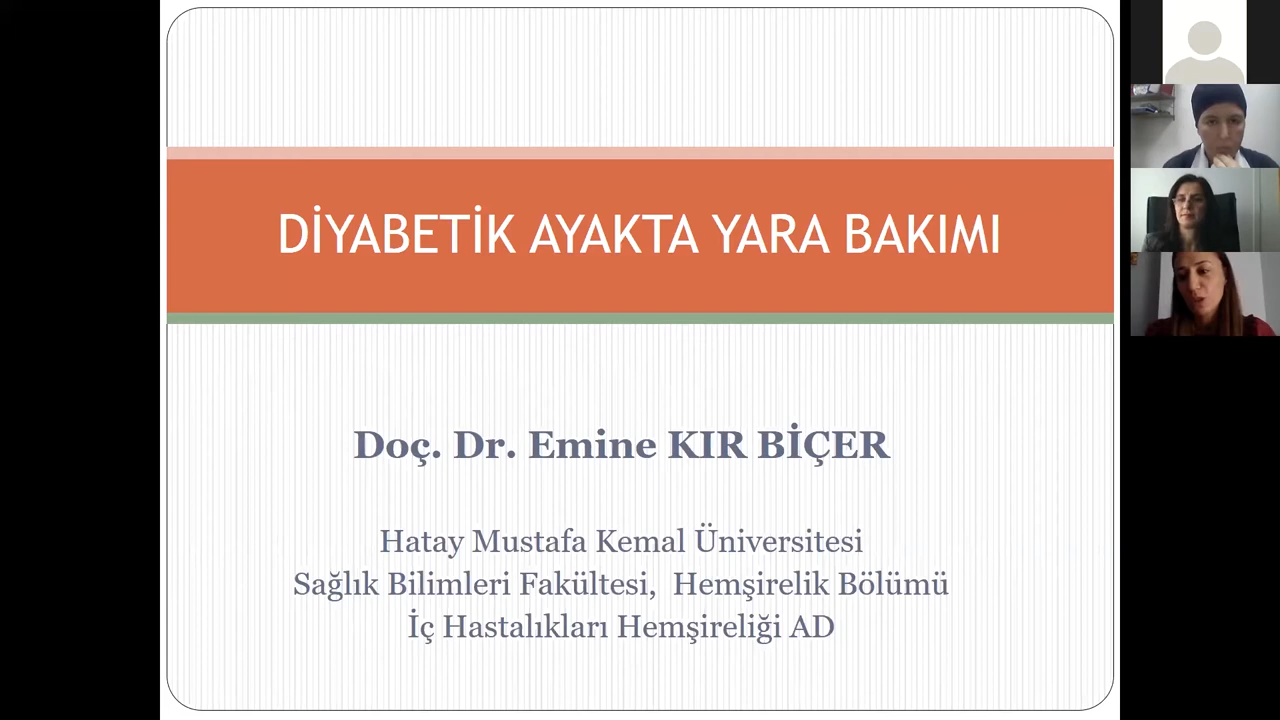 DİYABETİK AYAKTA YARA BAKIMI
Doç. Dr. Emine KIR BİÇER
Hatay Mustafa Kemal Üniversitesi
Sağlık Bilimleri Fakültesi, Hemşirelik Bölümü
İç Hastalıkları Hemşireliği AD